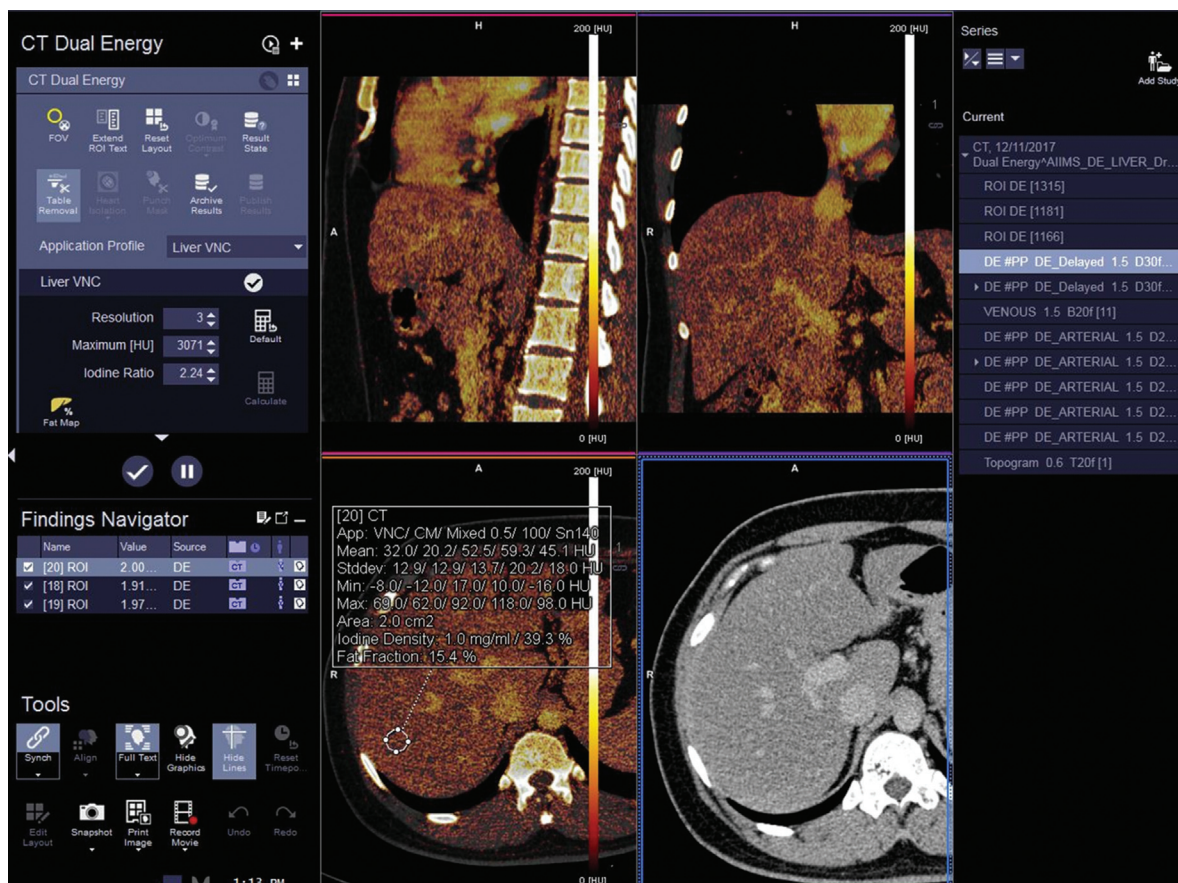 CT Dual Energy
CT Dual Energy
FOV
Extend ROI Text
Reset Layout
Optimum Contrast
Result State
Table Removal
Heart Isolation
Punch Mask
Archive Results
Publish Results
Application Profile Liver VNC
Liver VNC
Resolution 3
Maximum [HU] 3071
Iodine Ratio 2.24
Default
Calculate
Fat Map
Findings Navigator
Name Value Source
[20] ROI 2.00... DE CT
[18] ROI 1.91... DE CT
[19] ROI 1.97... DE CT
Tools
Synch
Align
Full Text
Hide Graphics
Hide Lines
Reset Timepo...
Edit Layout
Snapshot
Print Image
Record Movie
Undo
Redo
1:13 PM
H
200 [HU]
1
A
0 [HU]
H
200 [HU]
1
R
0 [HU]
A
200 [HU]
[20] CT
App: VNC/ CM/ Mixed 0.5/ 100/ Sn140
Mean: 32.0/ 20.2/ 52.5/ 59.3/ 45.1 HU
Stddev: 12.9/ 12.9/ 13.7/ 20.2/ 18.0 HU
Min: -8.0/ -12.0/ 17.0/ 10.0/ -16.0 HU
Max: 69.0/ 62.0/ 92.0/ 118.0/ 98.0 HU
Area: 2.0 cm2
Iodine Density: 1.0 mg/ml / 39.3 %
Fat Fraction: 15.4 %
1
R
0 [HU]
A
R
Series
Add Study
Current
CT, 12/11/2017
Dual Energy^AIIMS_DE_LIVER_Dr...
ROI DE [1315]
ROI DE [1181]
ROI DE [1166]
DE #PP DE_Delayed 1.5 D30f...
DE #PP DE_Delayed 1.5 D30f...
VENOUS 1.5 B20f [11]
DE #PP DE_ARTERIAL 1.5 D2...
DE #PP DE_ARTERIAL 1.5 D2...
DE #PP DE_ARTERIAL 1.5 D2...
DE #PP DE_ARTERIAL 1.5 D2...
DE #PP DE_ARTERIAL 1.5 D2...
Topogram 0.6 T20f [1]